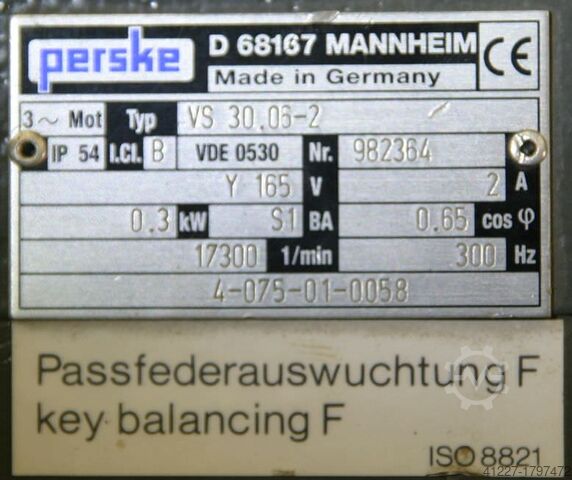 perske D 68167 MANNHEIM CE
Made in Germany
3~ Mot Typ VS 30.06-2
IP 54 I.Cl. B VDE 0530 Nr. 982364
Y 165 V 2 A
0.3 kW S1 BA 0.65 cos φ
17300 1/min 300 Hz
4-075-01-0058
Passfederauswuchtung F
key balancing F
ISO 8821
41227-1797472